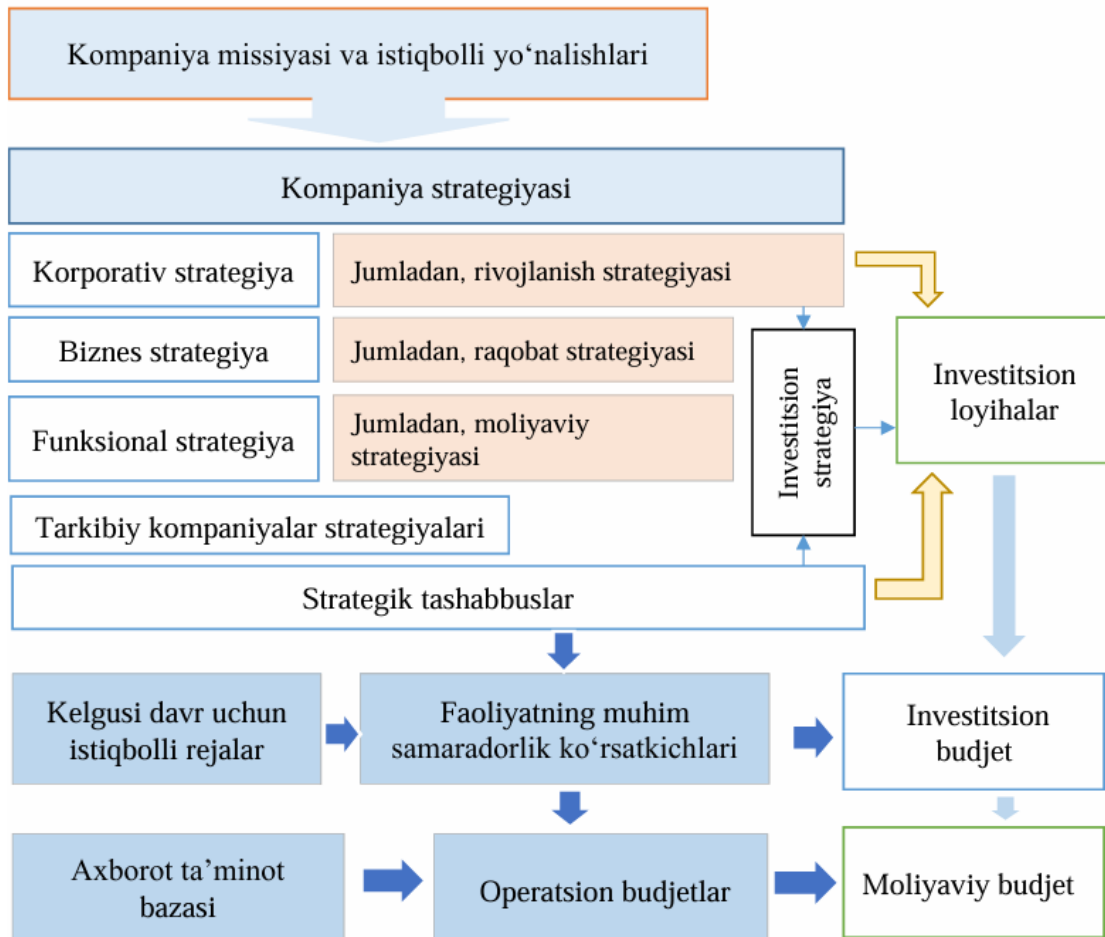 Kompaniya missiyasi va istiqbolli yo‘nalishlari
Kompaniya strategiyasi
Korporativ strategiya
Jumladan, rivojlanish strategiyasi
Biznes strategiya
Jumladan, raqobat strategiyasi
Funksional strategiya
Jumladan, moliyaviy
strategiyasi
Investitsion
strategiya
Investitsion
loyihalar
Tarkibiy kompaniyalar strategiyalari
Strategik tashabbuslar
Kelgusi davr uchun
istiqbolli rejalar
Faoliyatning muhim
samaradorlik ko‘rsatkichlari
Investitsion
budjet
Axborot ta’minot
bazasi
Operatsion budjetlar
Moliyaviy budjet